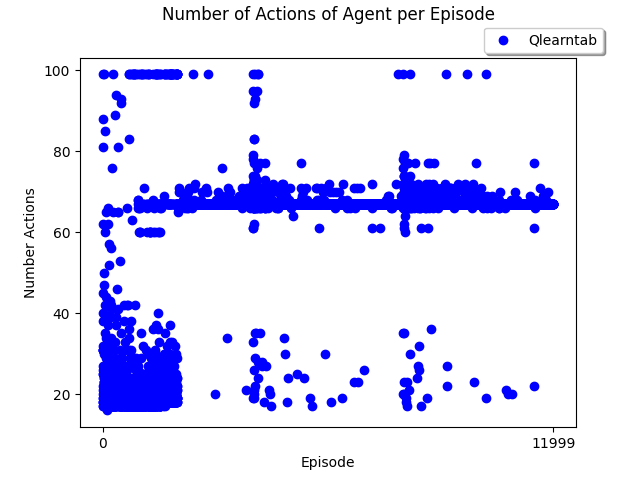 Number of Actions of Agent per Episode
Qlearntab
100
80
60
40
20
Number Actions
0
11999
Episode